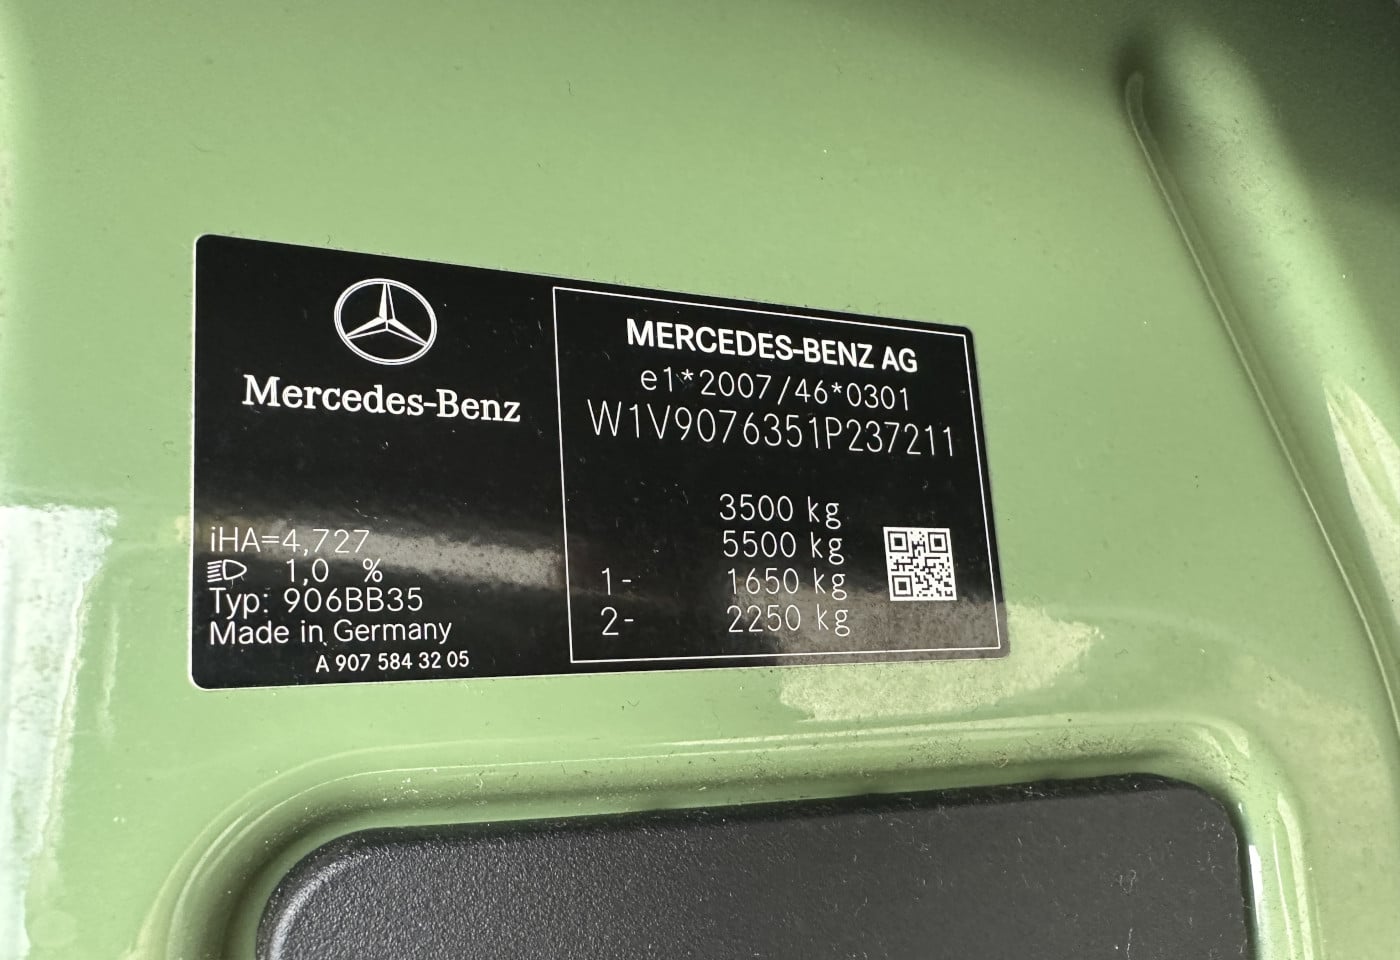 Mercedes-Benz
iHA=4,727
1,0 %
Typ: 906BB35
Made in Germany
A 907 584 32 05
MERCEDES-BENZ AG
e1*2007/46*0301
W1V9076351P237211
3500 kg
5500 kg
1- 1650 kg
2- 2250 kg